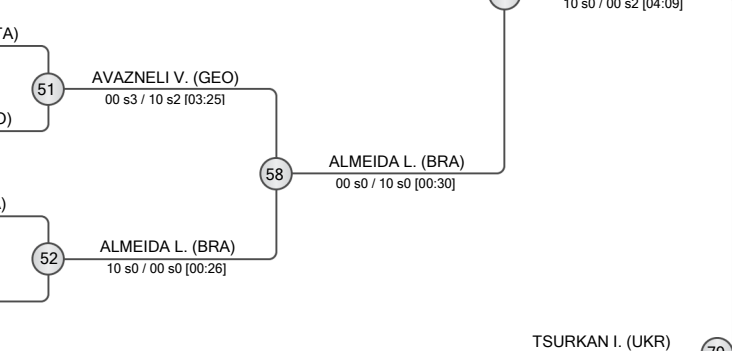 10 s0 / 00 s2 [04:09]
TA)
51
AVAZNELI V. (GEO)
00 s3 / 10 s2 [03:25]
58
ALMEIDA L. (BRA)
00 s0 / 10 s0 [00:30]
)
52
ALMEIDA L. (BRA)
10 s0 / 00 s0 [00:26]
TSURKAN I. (UKR)